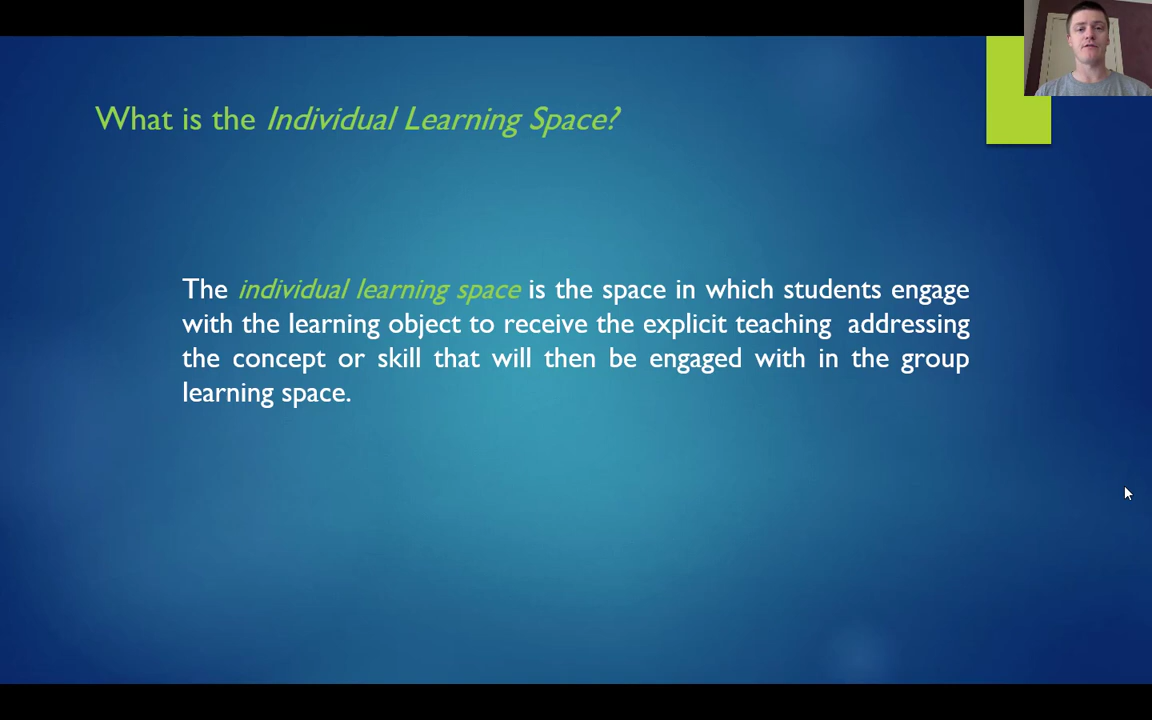 What is the Individual Learning Space?
The individual learning space is the space in which students engage
with the learning object to receive the explicit teaching addressing
the concept or skill that will then be engaged with in the group
learning space.